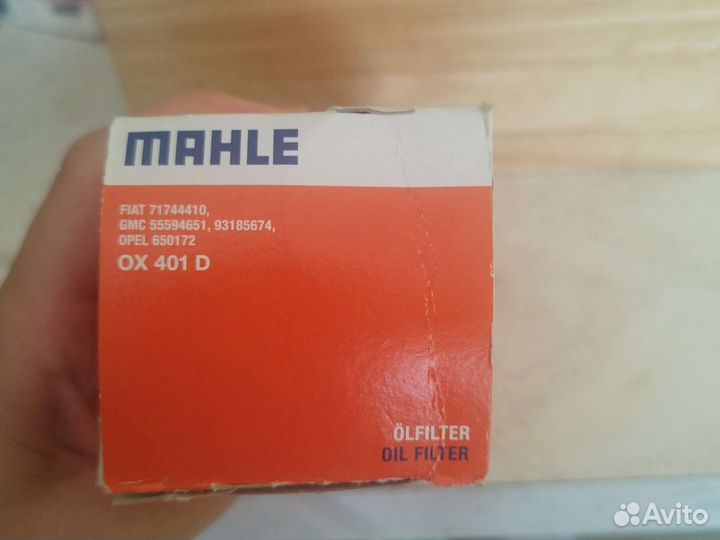 MAHLE
FIAT 71744410,
GMC 55594651, 93185674,
OPEL 650172
OX 401 D
ÖLFILTER
OIL FILTER
Avito